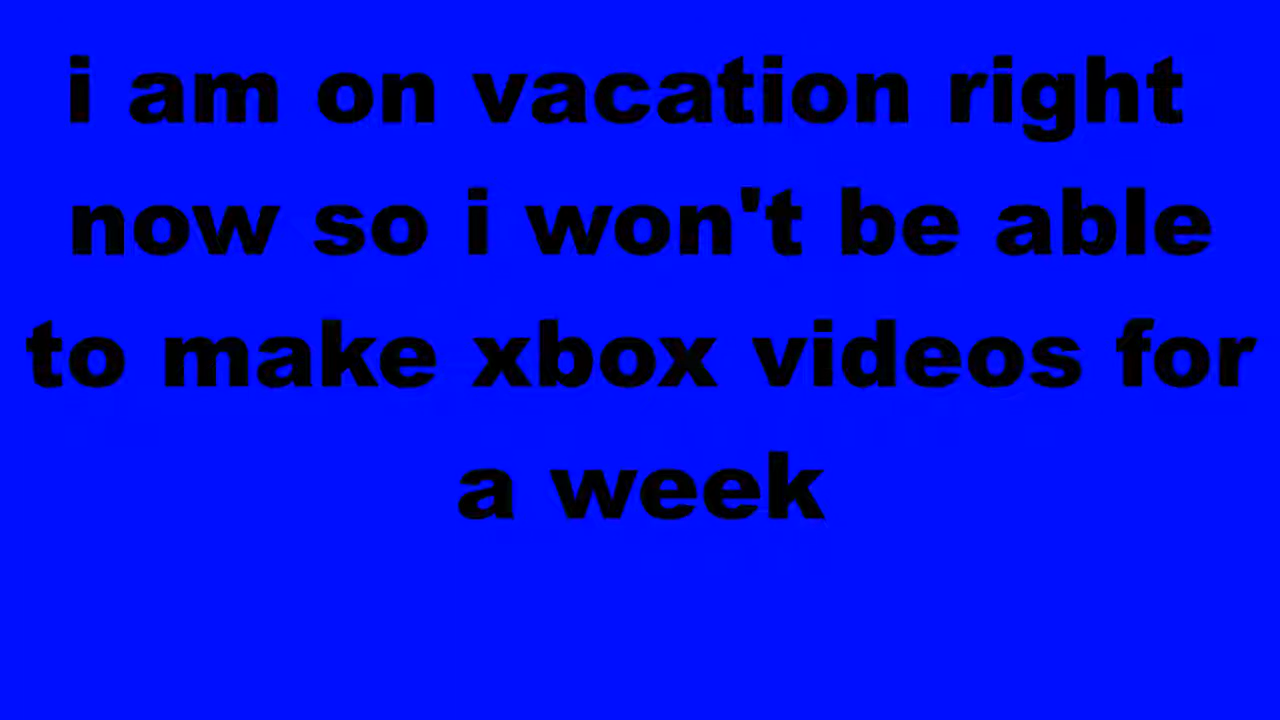 i am on vacation right
now so i won't be able
to make xbox videos for
a week